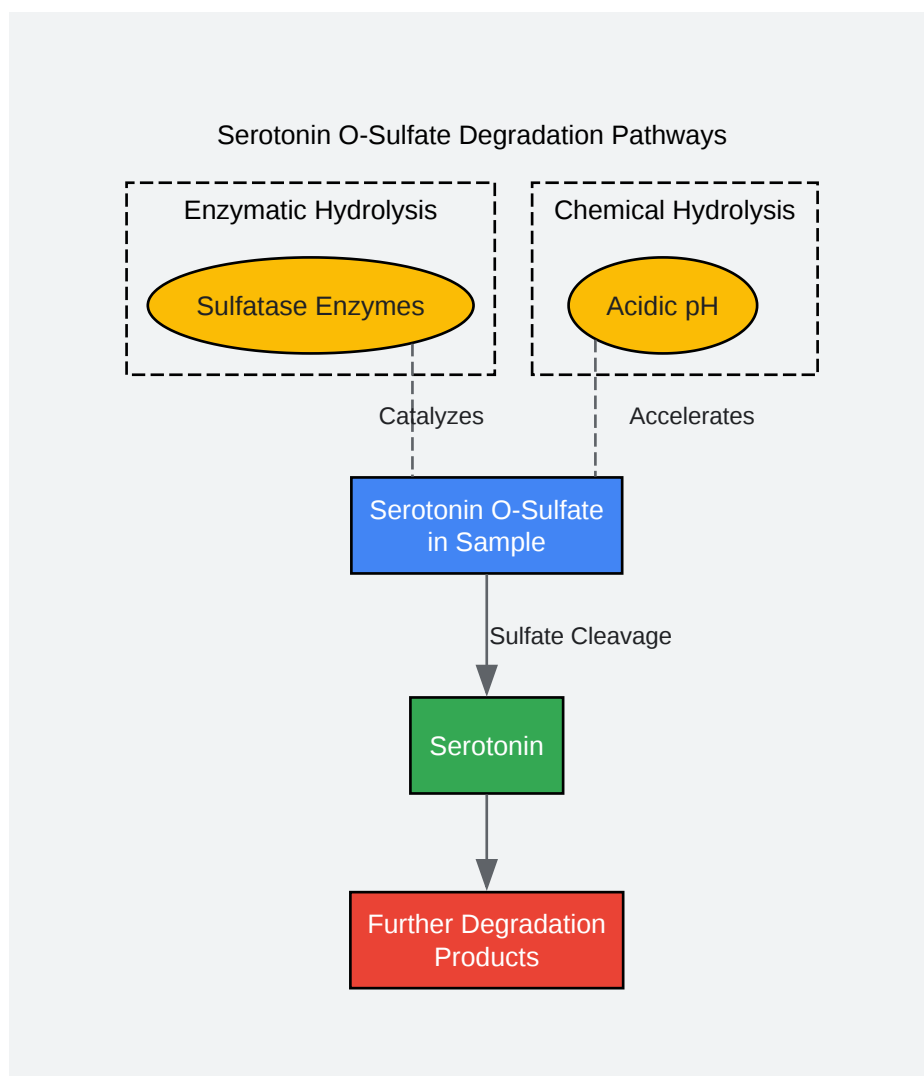 Serotonin O-Sulfate Degradation Pathways
Enzymatic Hydrolysis
Chemical Hydrolysis
Sulfatase Enzymes
Acidic pH
Catalyzes
Accelerates
Serotonin O-Sulfate
in Sample
Sulfate Cleavage
Serotonin
Further Degradation
Products